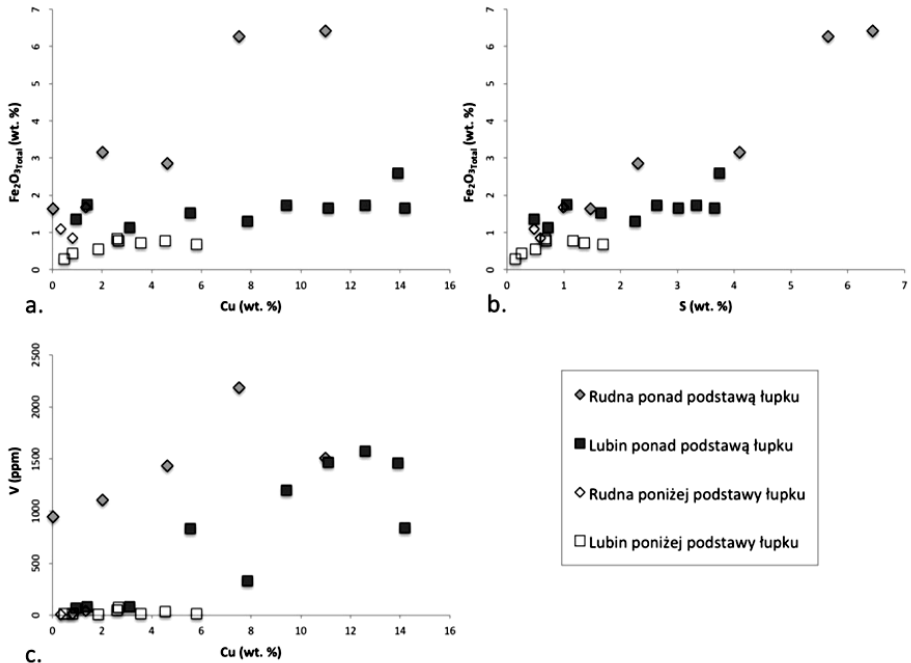 7
6
5
4
3
2
1
0
Fe₂O₃Total (wt. %)
0 2 4 6 8 10 12 14 16
Cu (wt. %)
a.
7
6
5
4
3
2
1
0
Fe₂O₃Total (wt. %)
0 1 2 3 4 5 6 7
S (wt. %)
b.
2500
2000
1500
1000
500
0
V (ppm)
0 2 4 6 8 10 12 14 16
Cu (wt. %)
c.
Rudna ponad podstawą łupku
Lubin ponad podstawą łupku
Rudna poniżej podstawy łupku
Lubin poniżej podstawy łupku